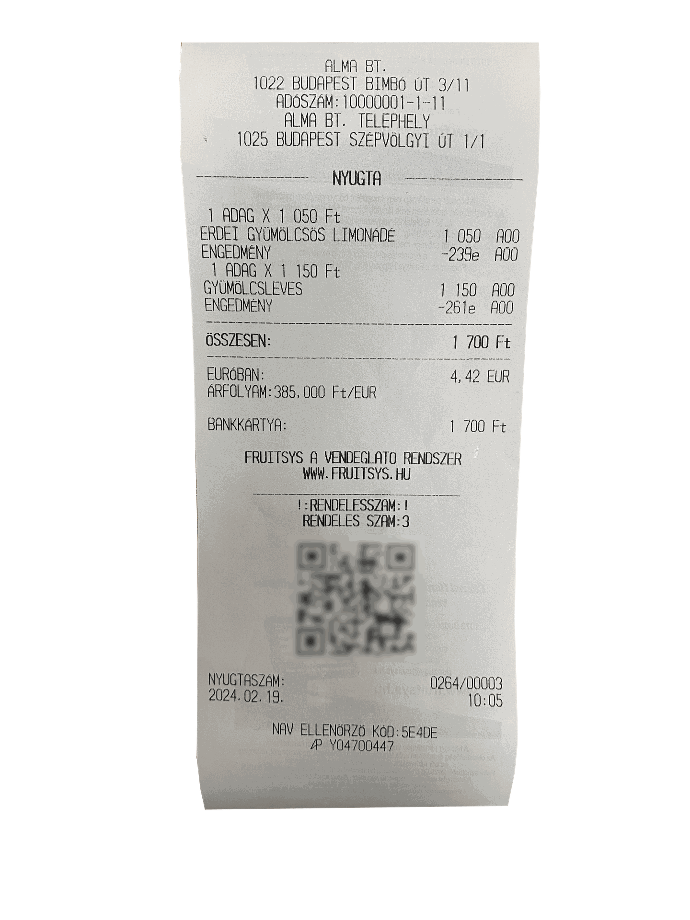 ALMA BT.
1022 BUDAPEST BIMBÓ ÚT 3/11
ADÓSZÁM:10000001-1-11
ALMA BT. TELEPHELY
1025 BUDAPEST SZÉPVÖLGYI ÚT 1/1
NYUGTA
1 ADAG X 1 050 Ft
ERDEI GYÜMÖLCSÖS LIMONÁDÉ 1 050 A00
ENGEDMÉNY -239e A00
1 ADAG X 1 150 Ft
GYÜMÖLCSLEVES 1 150 A00
ENGEDMÉNY -261e A00
ÖSSZESEN: 1 700 Ft
EURÓBAN: 4,42 EUR
ÁRFOLYAM:385,000 Ft/EUR
BANKKÁRTYA: 1 700 Ft
FRUITSYS A VENDEGLATO RENDSZER
WWW.FRUITSYS.HU
!:RENDELESSZAM:!
RENDELES SZAM:3
NYUGTASZÁM: 0264/00003
2024.02.19. 10:05
NAV ELLENŐRZŐ KÓD:5E4DE
AP Y04700447